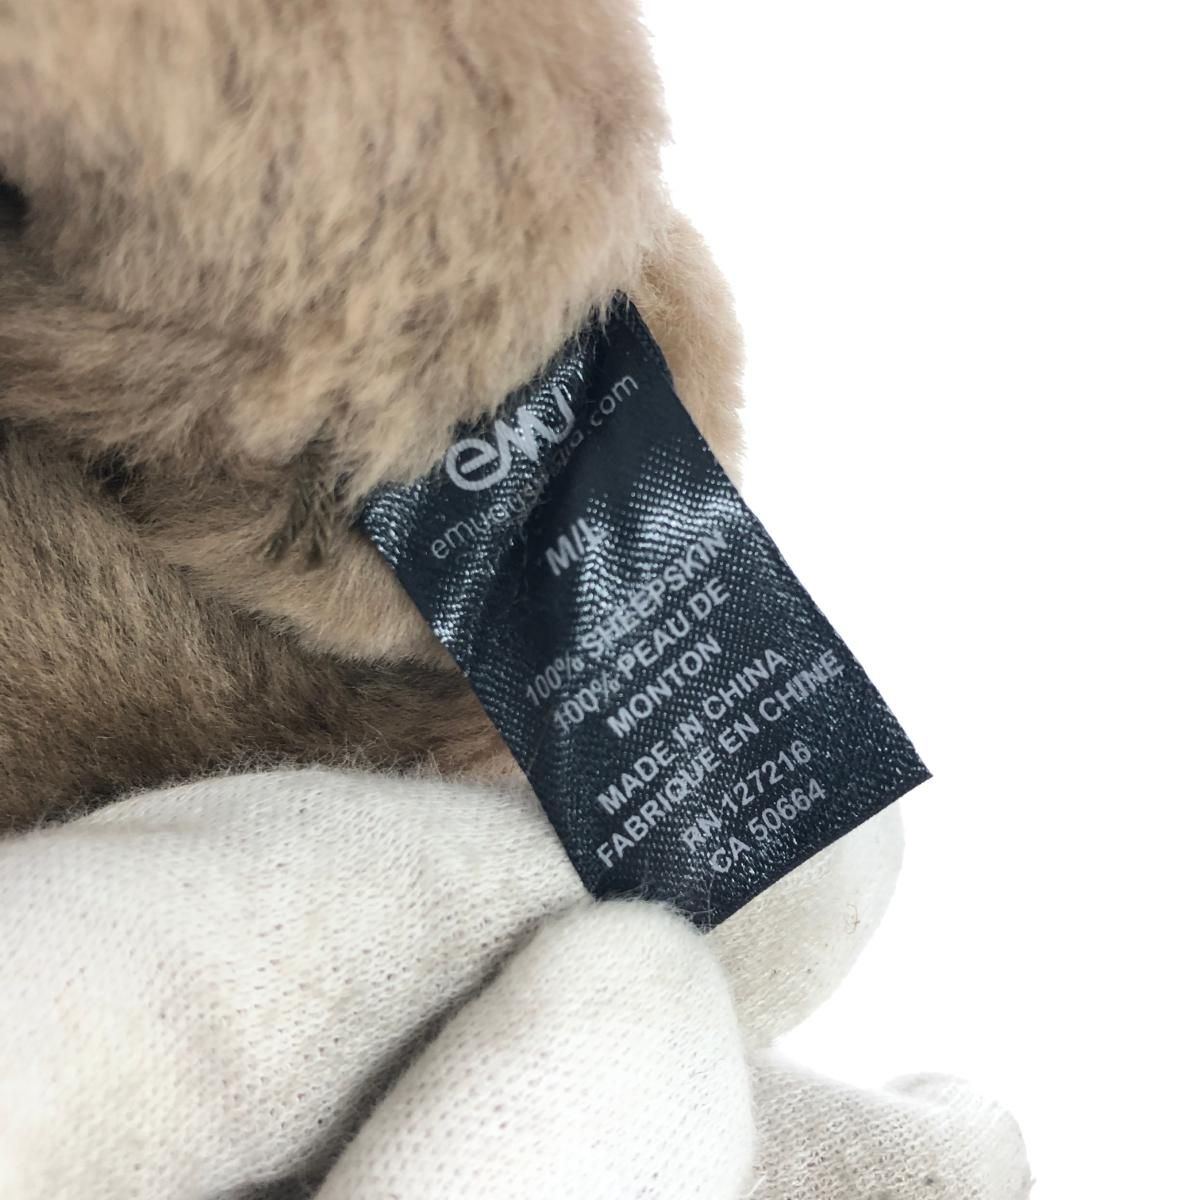 emu
emuaustralia.com
M/L
100% SHEEPSKIN
100% PEAU DE
MONTON
MADE IN CHINA
FABRIQUE EN CHINE
RN 127216
CA 50664